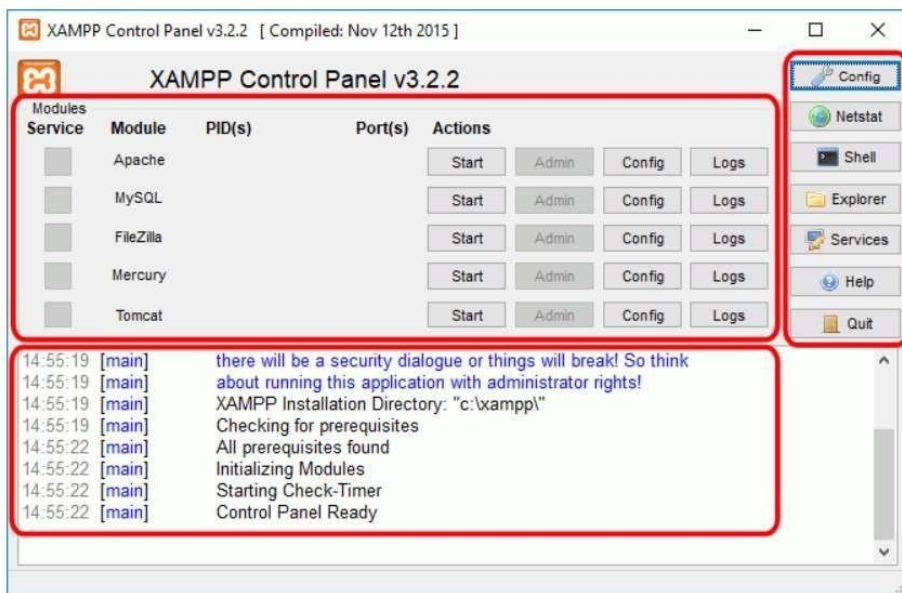 XAMPP Control Panel v3.2.2 [ Compiled: Nov 12th 2015 ]
XAMPP Control Panel v3.2.2
Config
Modules
Service Module PID(s) Port(s) Actions
Netstat
Apache Start Admin Config Logs
Shell
MySQL Start Admin Config Logs
Explorer
FileZilla Start Admin Config Logs
Services
Mercury Start Admin Config Logs
Help
Tomcat Start Admin Config Logs
Quit
14:55:19 [main] there will be a security dialogue or things will break! So think
14:55:19 [main] about running this application with administrator rights!
14:55:19 [main] XAMPP Installation Directory: "c:\xampp\"
14:55:19 [main] Checking for prerequisites
14:55:22 [main] All prerequisites found
14:55:22 [main] Initializing Modules
14:55:22 [main] Starting Check-Timer
14:55:22 [main] Control Panel Ready